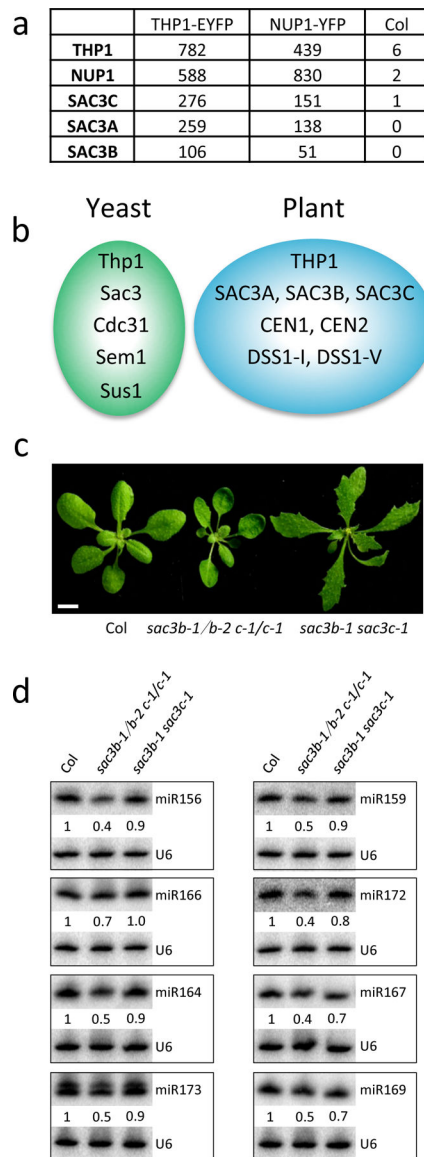 a
THP1-EYFP NUP1-YFP Col
THP1 782 439 6
NUP1 588 830 2
SAC3C 276 151 1
SAC3A 259 138 0
SAC3B 106 51 0
Yeast Plant
b
Thp1
Sac3
Cdc31
Sem1
Sus1
THP1
SAC3A, SAC3B, SAC3C
CEN1, CEN2
DSS1-I, DSS1-V
c
Col sac3b-1/b-2 c-1/c-1 sac3b-1 sac3c-1
d
Col sac3b-1/b-2 c-1/c-1 sac3b-1 sac3c-1
miR156
1 0.4 0.9
U6
miR166
1 0.7 1.0
U6
miR164
1 0.5 0.9
U6
miR173
1 0.5 0.9
U6
Col sac3b-1/b-2 c-1/c-1 sac3b-1 sac3c-1
miR159
1 0.5 0.9
U6
miR172
1 0.4 0.8
U6
miR167
1 0.4 0.7
U6
miR169
1 0.5 0.7
U6